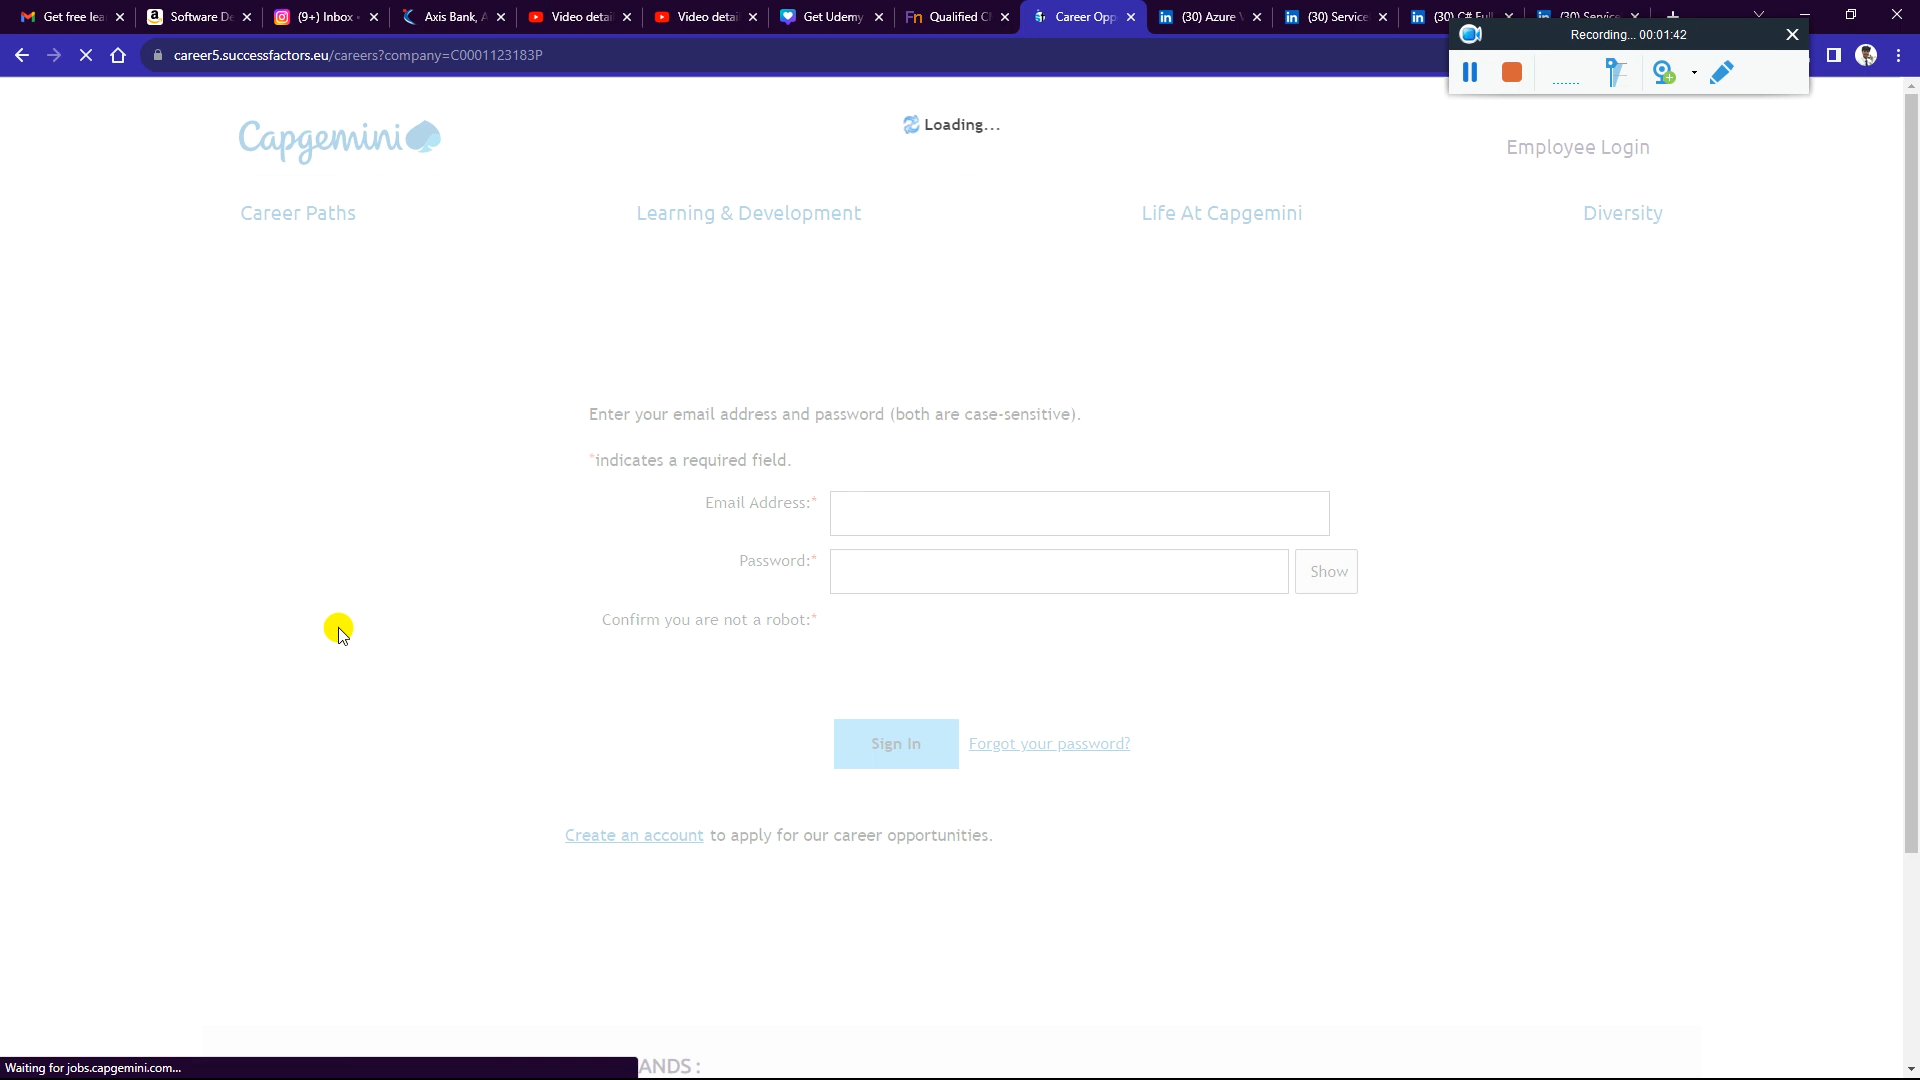 Get free lea
Software De
(9+) Inbox
Axis Bank, A
Video detai
Video detai
Get Udemy
Qualified C
Career Opp
(30) Azure
(30) Service
(30) C# Full
(30) Service
career5.successfactors.eu/careers?company=C0001123183P
Recording... 00:01:42
Capgemini
Loading...
Employee Login
Career Paths
Learning & Development
Life At Capgemini
Diversity
Enter your email address and password (both are case-sensitive).
*indicates a required field.
Email Address:*
Password:*
Show
Confirm you are not a robot:*
Sign In
Forgot your password?
Create an account to apply for our career opportunities.
Waiting for jobs.capgemini.com...
ANDS :